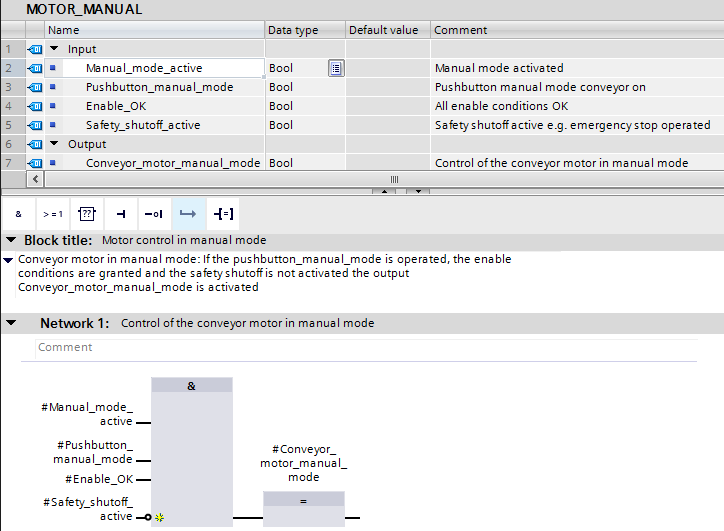 MOTOR_MANUAL
Name Data type Default value Comment
1 Input
2 Manual_mode_active Bool Manual mode activated
3 Pushbutton_manual_mode Bool Pushbutton manual mode conveyor on
4 Enable_OK Bool All enable conditions OK
5 Safety_shutoff_active Bool Safety shutoff active e.g. emergency stop operated
6 Output
7 Conveyor_motor_manual_mode Bool Control of the conveyor motor in manual mode
& >=1 ??
Block title: Motor control in manual mode
Conveyor motor in manual mode: If the pushbutton_manual_mode is operated, the enable
conditions are granted and the safety shutoff is not activated the output
Conveyor_motor_manual_mode is activated
Network 1: Control of the conveyor motor in manual mode
Comment
&
#Manual_mode_
active
#Pushbutton_
manual_mode
#Enable_OK
#Safety_shutoff_
active
#Conveyor_
motor_manual_
mode
=